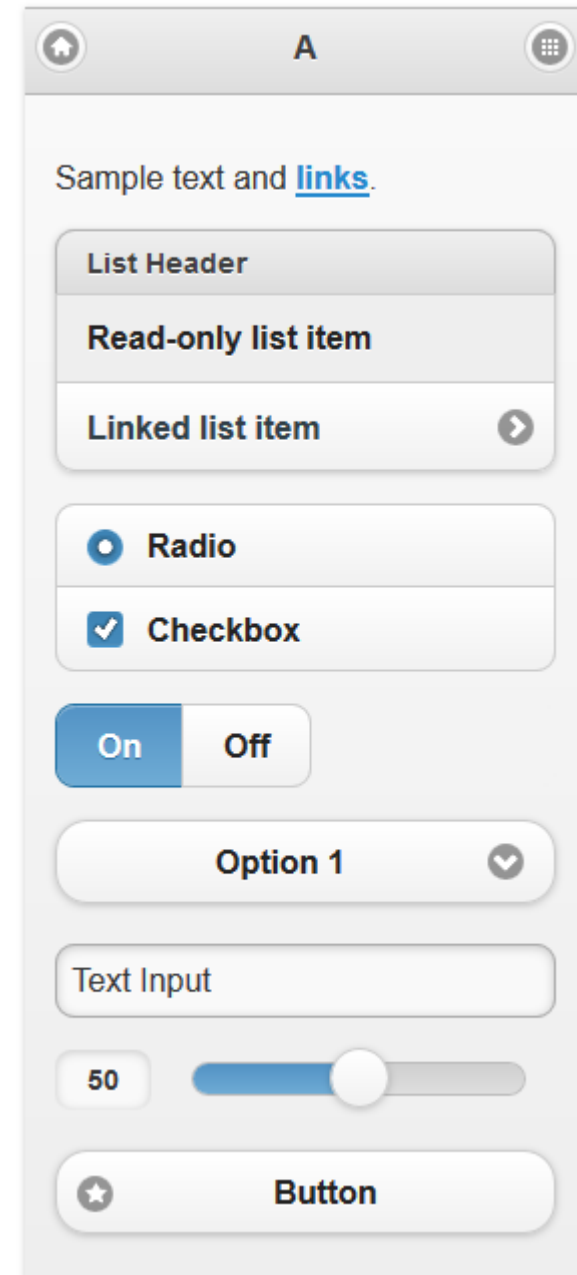 A
Sample text and links.
List Header
Read-only list item
Linked list item
Radio
Checkbox
On Off
Option 1
Text Input
50
Button